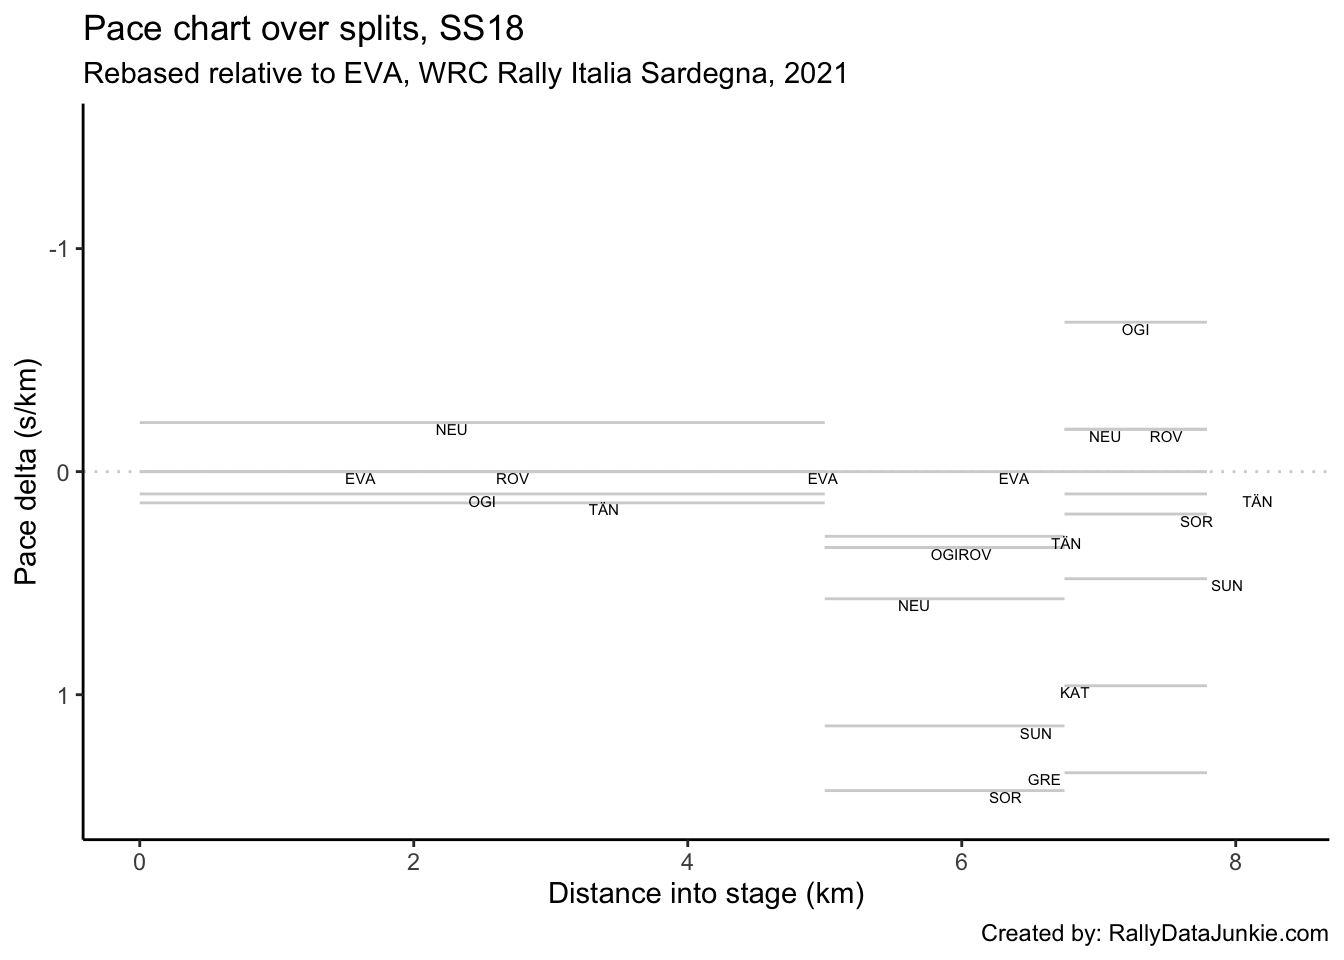 Pace chart over splits, SS18
Rebased relative to EVA, WRC Rally Italia Sardegna, 2021
Pace delta (s/km)
-1
0
1
OGI
NEU
NEU ROV
EVA ROV EVA EVA
OGI
TÄN
TÄN
SOR
TÄN
OGIROV
SUN
NEU
KAT
SUN
GRE
SOR
0 2 4 6 8
Distance into stage (km)
Created by: RallyDataJunkie.com